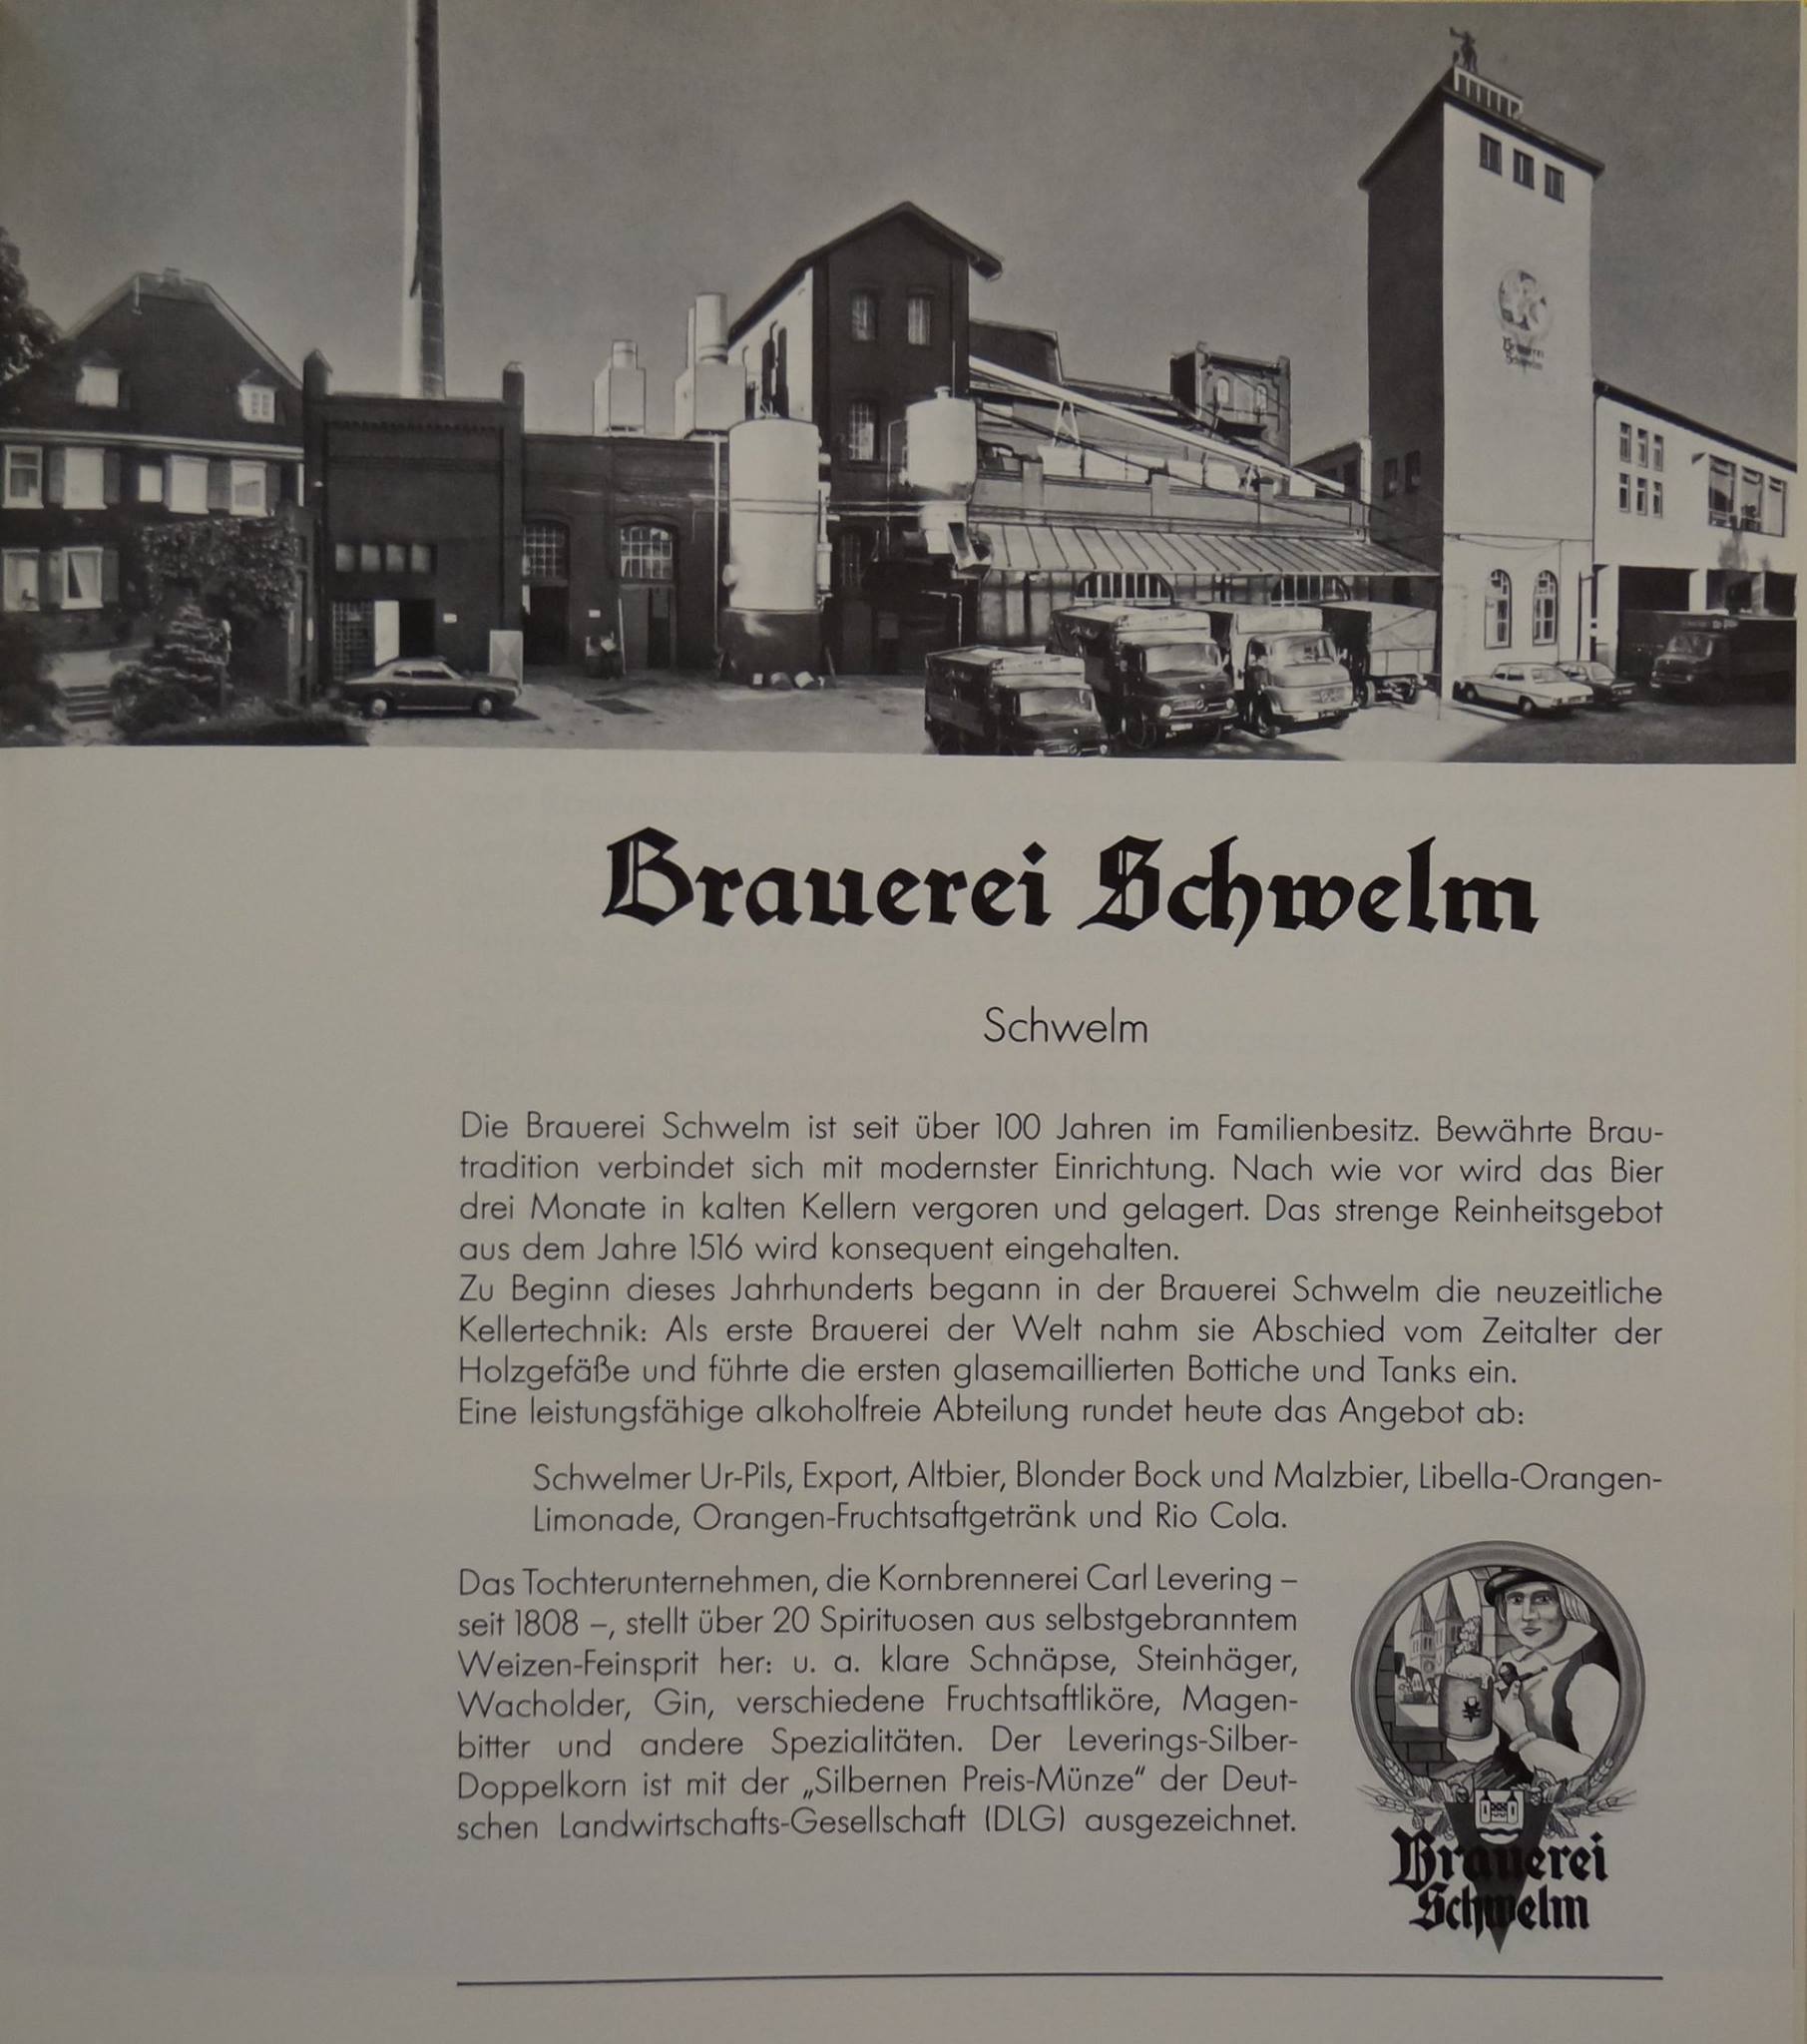 Brauerei
Schwelm
Brauerei Schwelm
Schwelm
Die Brauerei Schwelm ist seit über 100 Jahren im Familienbesitz. Bewährte Brau-
tradition verbindet sich mit modernster Einrichtung. Nach wie vor wird das Bier
drei Monate in kalten Kellern vergoren und gelagert. Das strenge Reinheitsgebot
aus dem Jahre 1516 wird konsequent eingehalten.
Zu Beginn dieses Jahrhunderts begann in der Brauerei Schwelm die neuzeitliche
Kellertechnik: Als erste Brauerei der Welt nahm sie Abschied vom Zeitalter der
Holzgefäße und führte die ersten glasemaillierten Bottiche und Tanks ein.
Eine leistungsfähige alkoholfreie Abteilung rundet heute das Angebot ab:
Schwelmer Ur-Pils, Export, Altbier, Blonder Bock und Malzbier, Libella-Orangen-
Limonade, Orangen-Fruchtsaftgetränk und Rio Cola.
Das Tochterunternehmen, die Kornbrennerei Carl Levering –
seit 1808 –, stellt über 20 Spirituosen aus selbstgebranntem
Weizen-Feinsprit her: u. a. klare Schnäpse, Steinhäger,
Wacholder, Gin, verschiedene Fruchtsaftliköre, Magen-
bitter und andere Spezialitäten. Der Leverings-Silber-
Doppelkorn ist mit der „Silbernen Preis-Münze“ der Deut-
schen Landwirtschafts-Gesellschaft (DLG) ausgezeichnet.
Brauerei
Schwelm